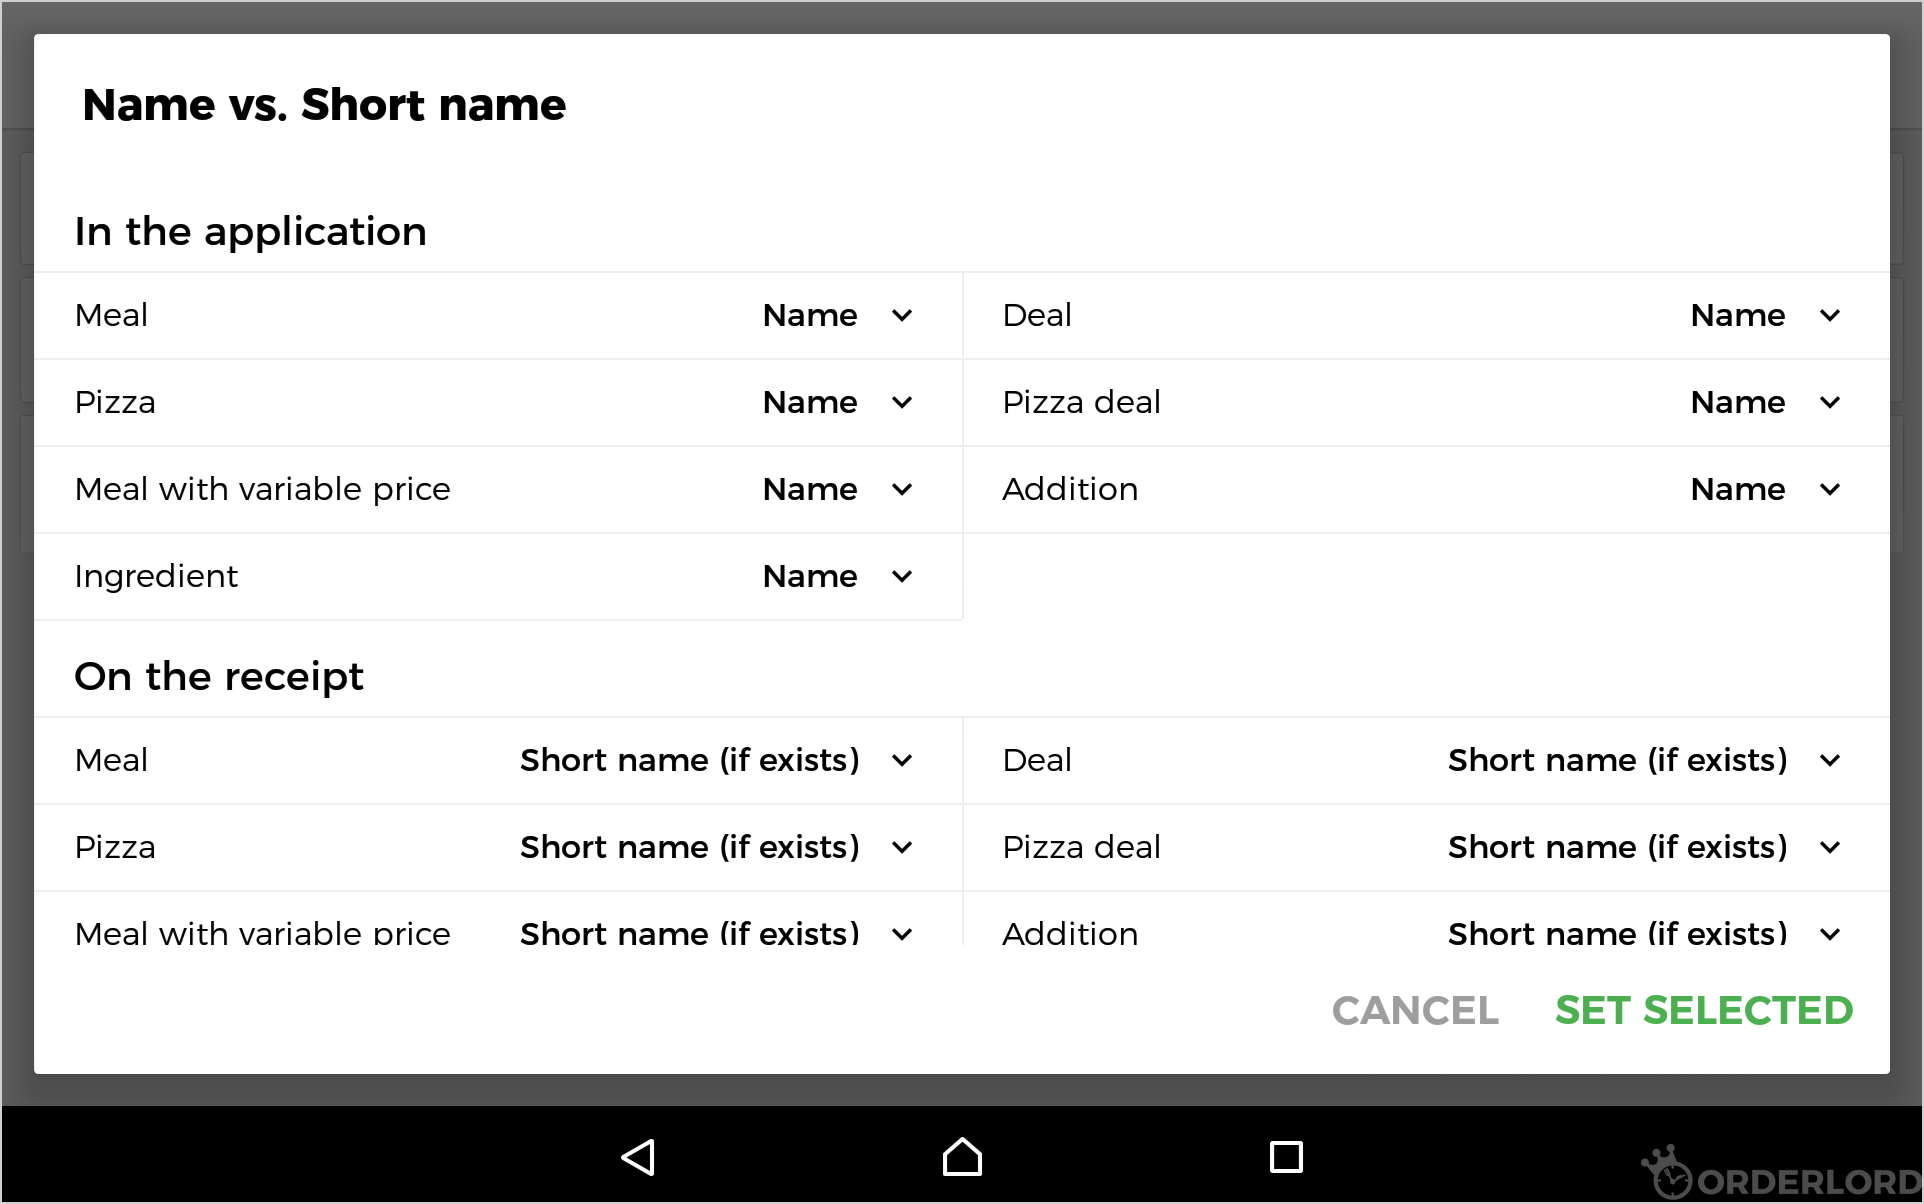 Name vs. Short name
In the application
Meal Name Deal Name
Pizza Name Pizza deal Name
Meal with variable price Name Addition Name
Ingredient Name
On the receipt
Meal Short name (if exists) Deal Short name (if exists)
Pizza Short name (if exists) Pizza deal Short name (if exists)
Meal with variable price Short name (if exists) Addition Short name (if exists)
CANCEL SET SELECTED
ORDERLORD